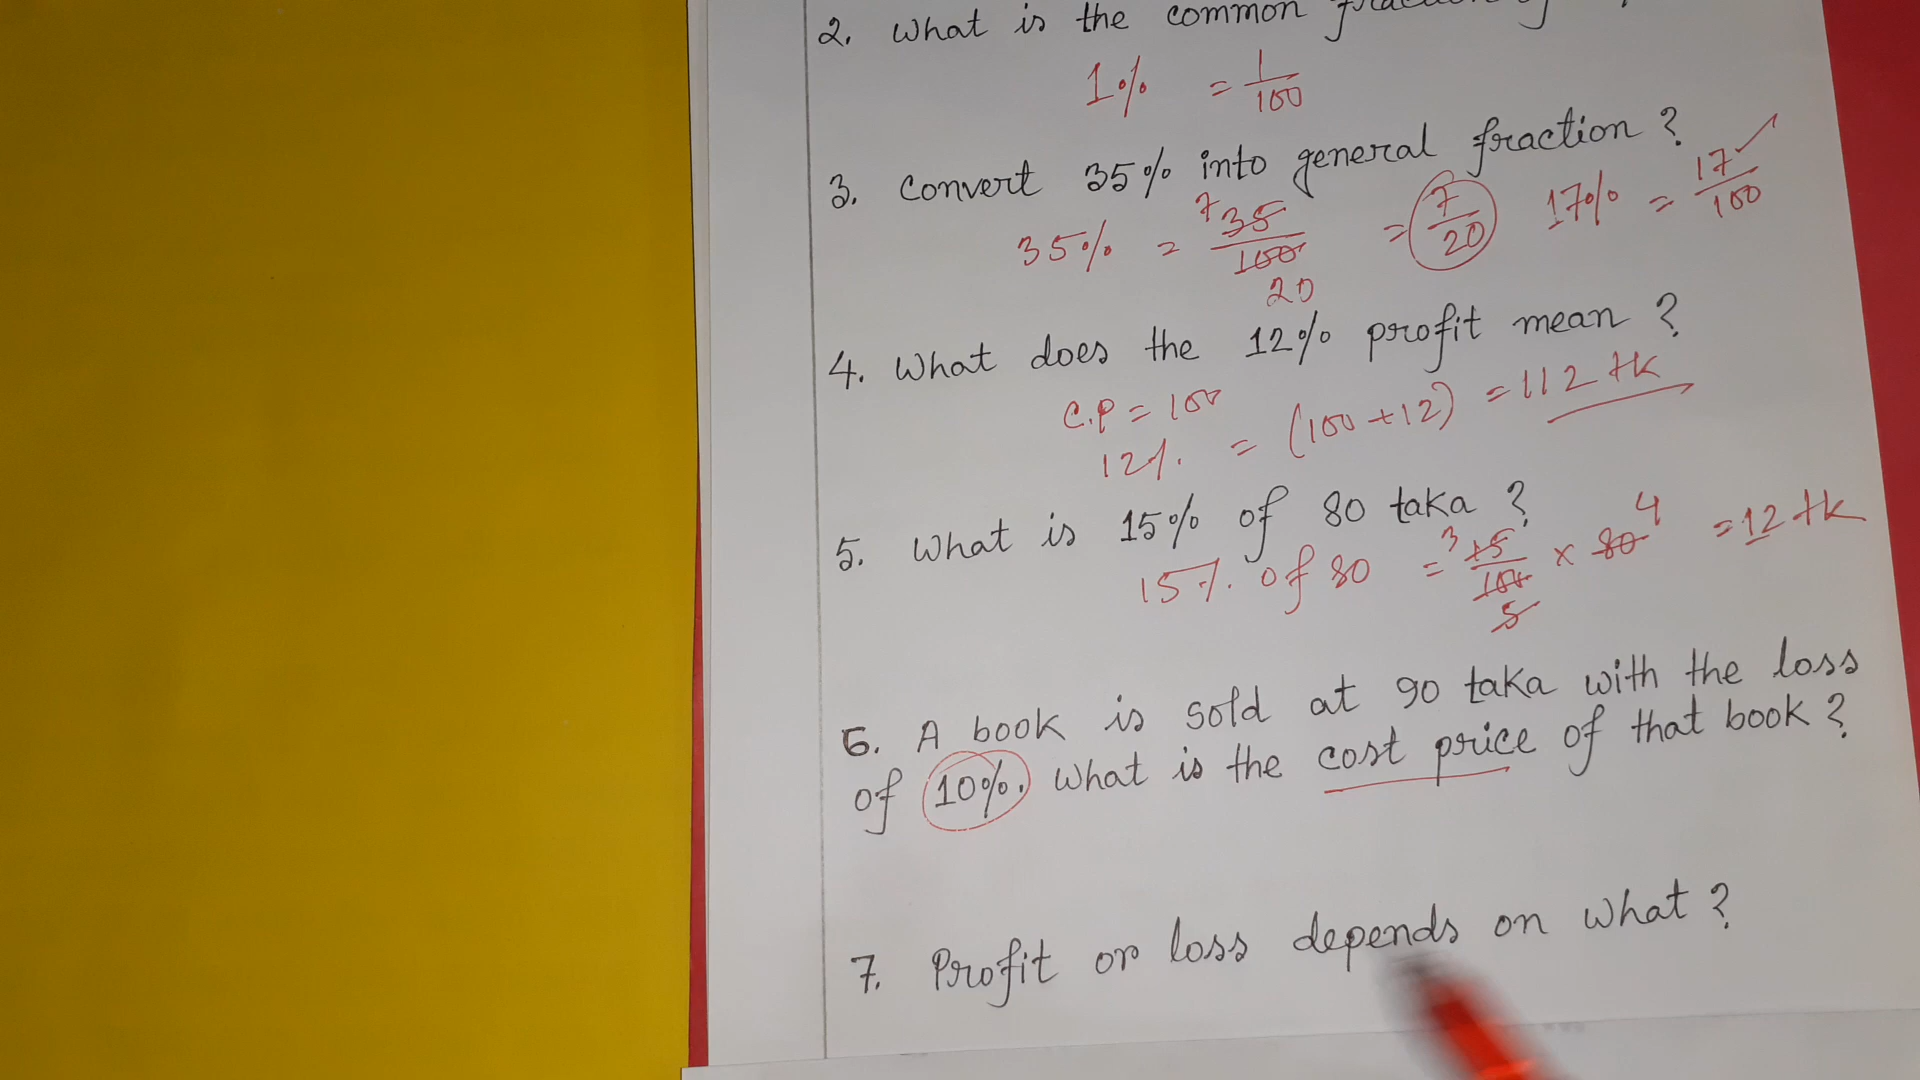 2. What is the common
1% = 1/100
3. Convert 35% into general fraction ?
35% = 7 35/100 20 = 7/20 17% = 17/100
4. What does the 12% profit mean ?
C.P = 100
12%. = (100+12) = 112 tk
5. What is 15% of 80 taka ?
15%. of 80 = 3 15/100 5 × 80 4 = 12 tk
6. A book is sold at 90 taka with the loss
of 10%. What is the cost price of that book ?
7. Profit or loss depends on what ?